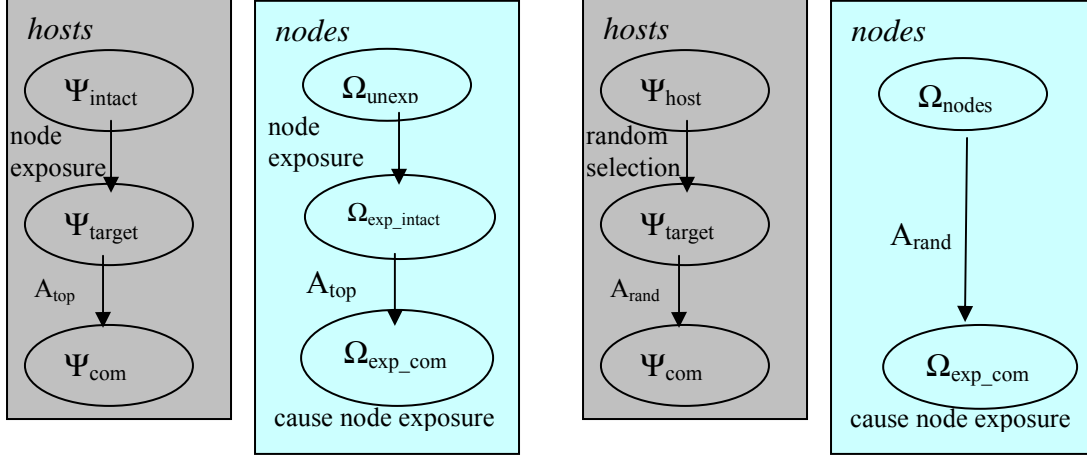 hosts
Ψintact
node
exposure
Ψtarget
Atop
Ψcom
nodes
Ωunexp
node
exposure
Ωexp_intact
Atop
Ωexp_com
cause node exposure
hosts
Ψhost
random
selection
Ψtarget
Arand
Ψcom
nodes
Ωnodes
Arand
Ωexp_com
cause node exposure